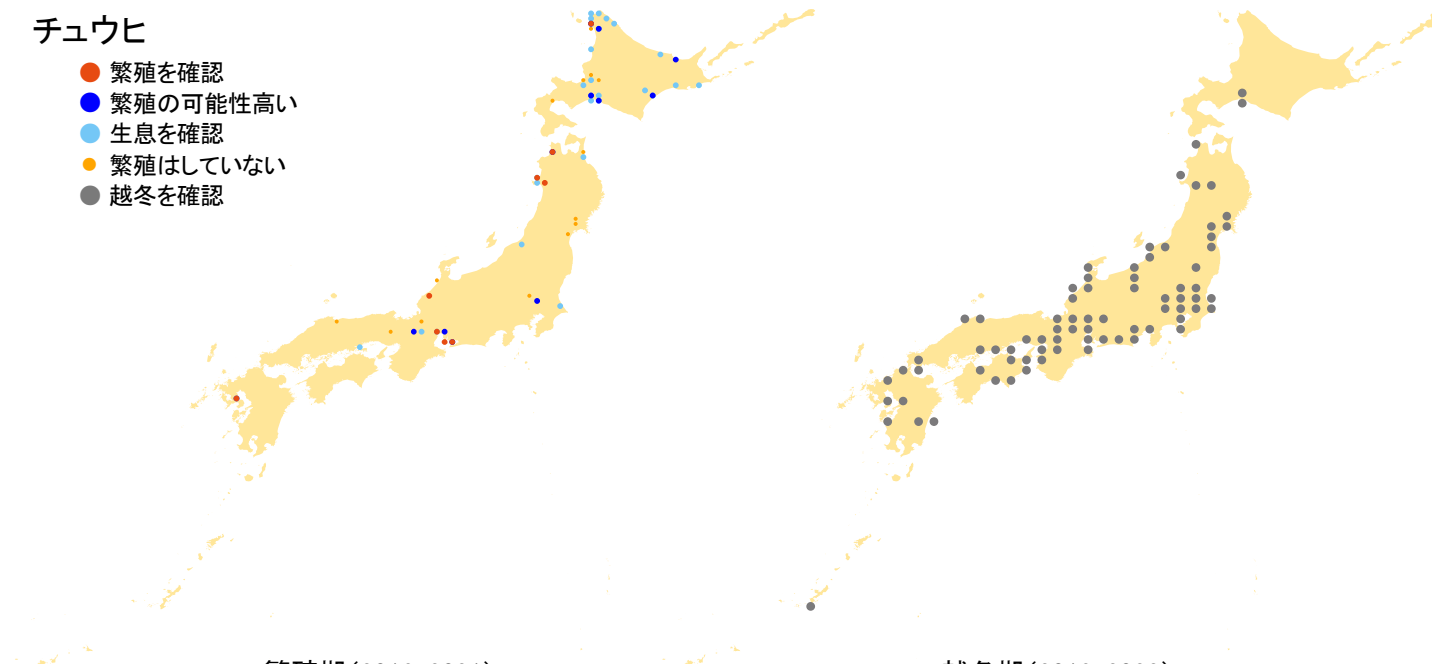 チュウヒ
繁殖を確認
繁殖の可能性高い
生息を確認
繁殖はしていない
越冬を確認